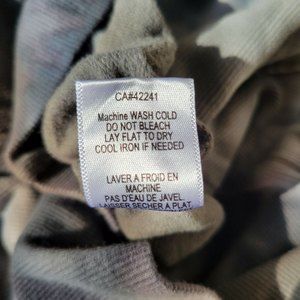 CA#42241
Machine WASH COLD
DO NOT BLEACH
LAY FLAT TO DRY
COOL IRON IF NEEDED
LAVER A FROID EN
MACHINE
PAS D'EAU DE JAVEL
LAISSER SECHER A PLAT